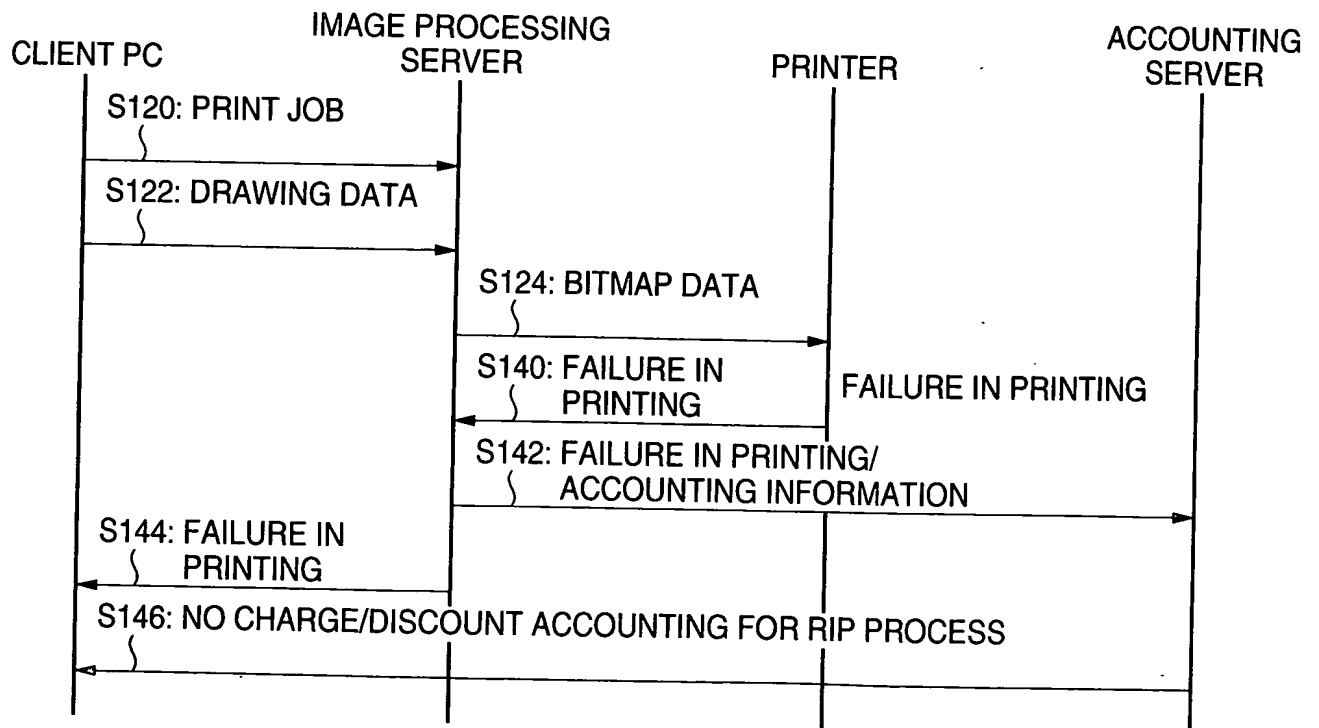 CLIENT PC
IMAGE PROCESSING
SERVER
PRINTER
ACCOUNTING
SERVER
S120: PRINT JOB
S122: DRAWING DATA
S124: BITMAP DATA
S140: FAILURE IN
PRINTING
FAILURE IN PRINTING
S142: FAILURE IN PRINTING/
ACCOUNTING INFORMATION
S144: FAILURE IN
PRINTING
S146: NO CHARGE/DISCOUNT ACCOUNTING FOR RIP PROCESS